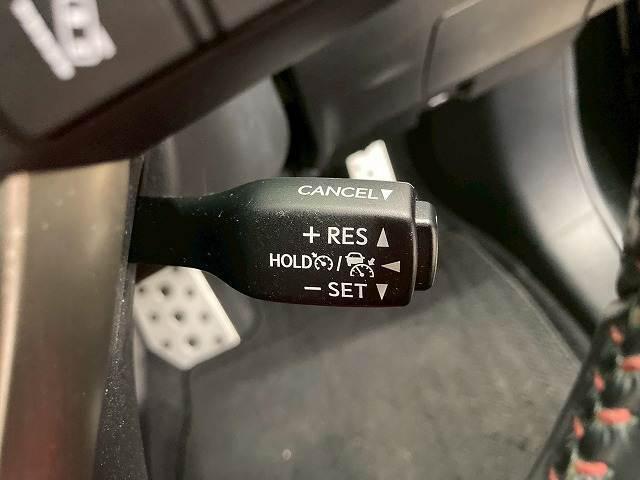 CANCEL▼
+ RES ▲
HOLD / ◀
− SET ▼